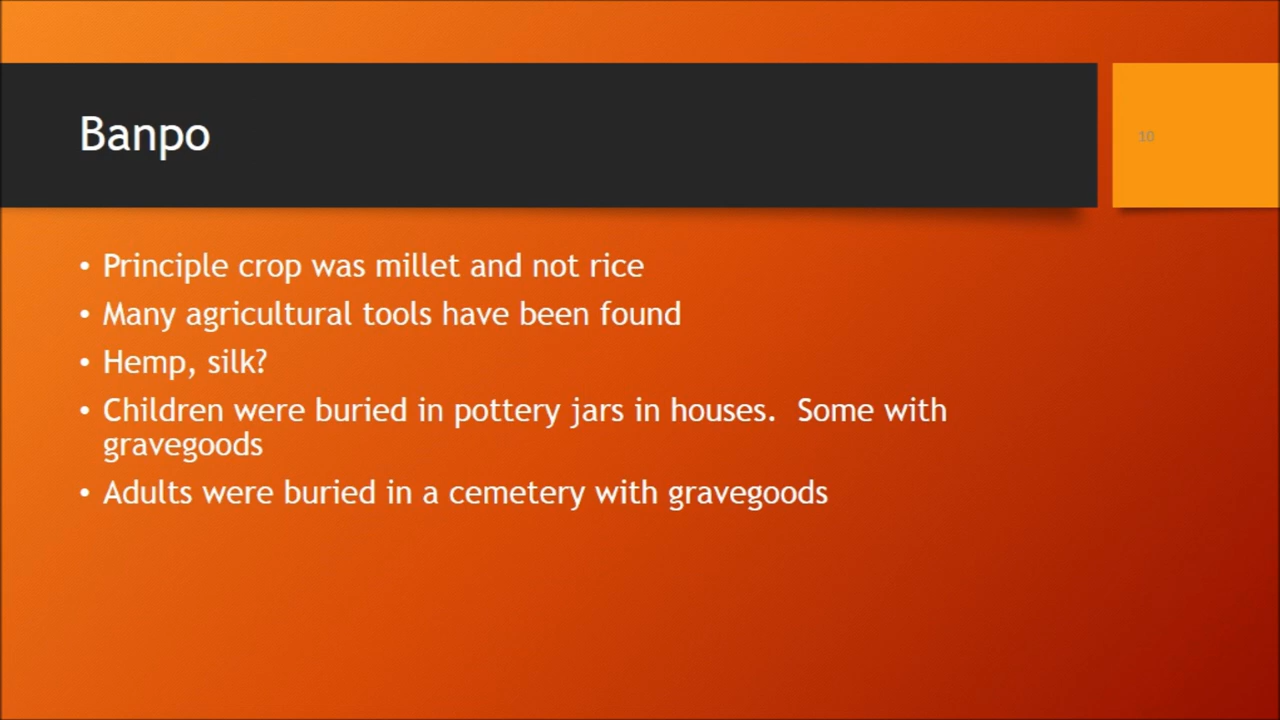 Banpo
10
• Principle crop was millet and not rice
• Many agricultural tools have been found
• Hemp, silk?
• Children were buried in pottery jars in houses.  Some with
gravegoods
• Adults were buried in a cemetery with gravegoods